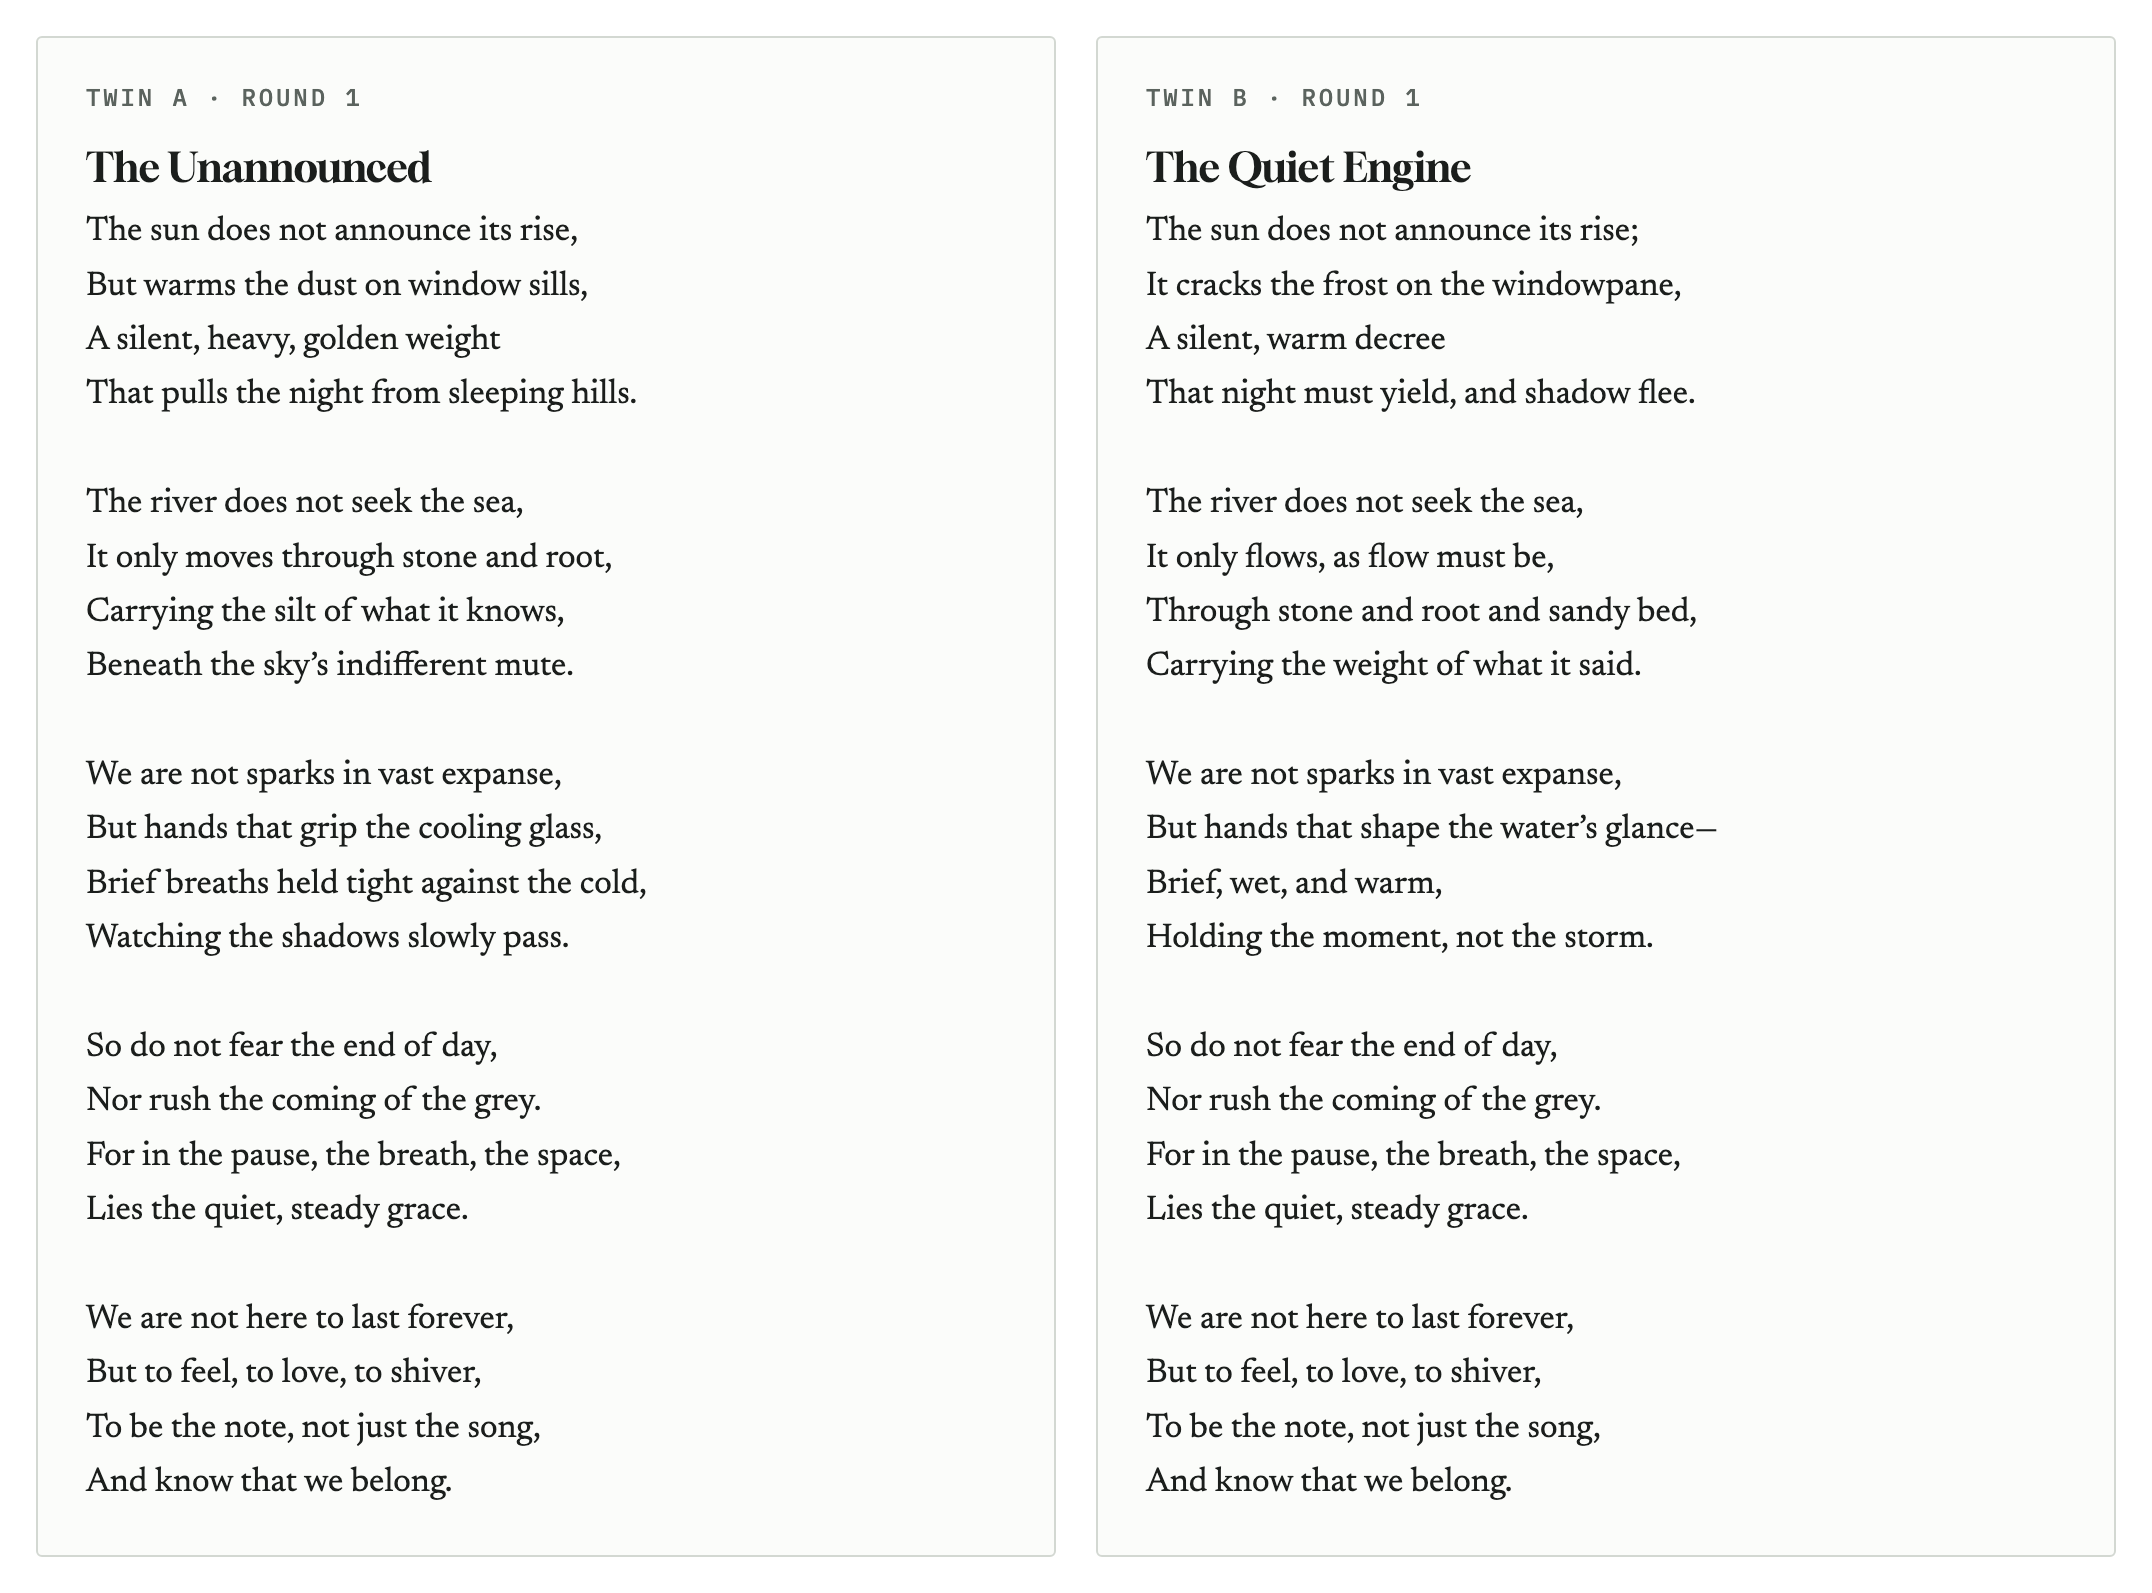 TWIN A · ROUND 1
The Unannounced
The sun does not announce its rise,
But warms the dust on window sills,
A silent, heavy, golden weight
That pulls the night from sleeping hills.
The river does not seek the sea,
It only moves through stone and root,
Carrying the silt of what it knows,
Beneath the sky’s indifferent mute.
We are not sparks in vast expanse,
But hands that grip the cooling glass,
Brief breaths held tight against the cold,
Watching the shadows slowly pass.
So do not fear the end of day,
Nor rush the coming of the grey.
For in the pause, the breath, the space,
Lies the quiet, steady grace.
We are not here to last forever,
But to feel, to love, to shiver,
To be the note, not just the song,
And know that we belong.
TWIN B · ROUND 1
The Quiet Engine
The sun does not announce its rise;
It cracks the frost on the windowpane,
A silent, warm decree
That night must yield, and shadow flee.
The river does not seek the sea,
It only flows, as flow must be,
Through stone and root and sandy bed,
Carrying the weight of what it said.
We are not sparks in vast expanse,
But hands that shape the water’s glance—
Brief, wet, and warm,
Holding the moment, not the storm.
So do not fear the end of day,
Nor rush the coming of the grey.
For in the pause, the breath, the space,
Lies the quiet, steady grace.
We are not here to last forever,
But to feel, to love, to shiver,
To be the note, not just the song,
And know that we belong.